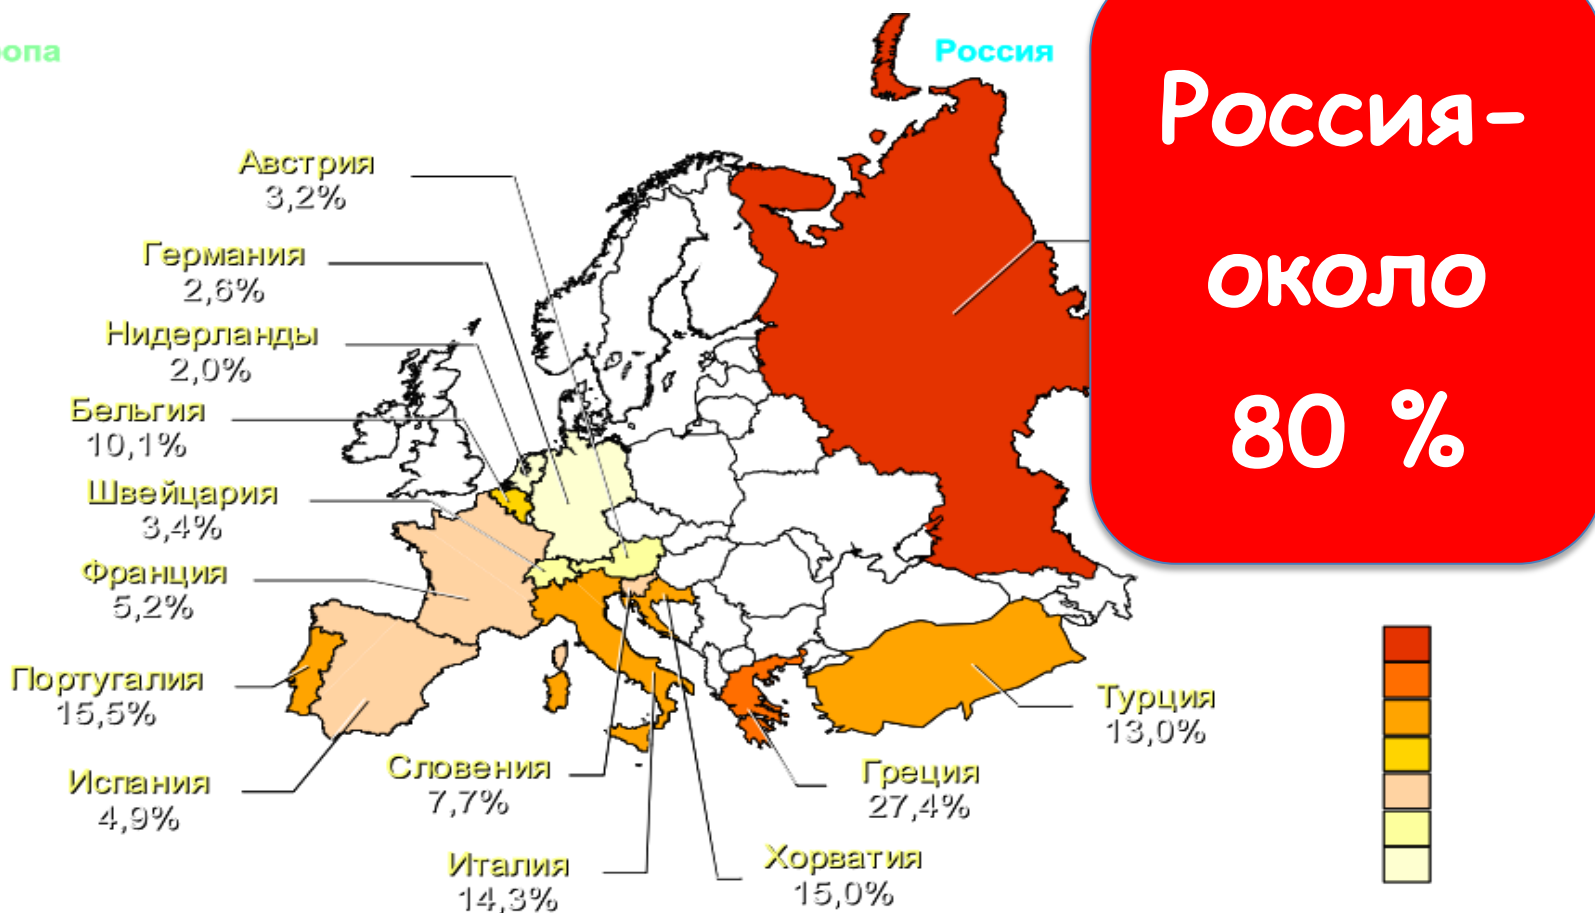 Россия
Россия-
около
80 %
Австрия
3,2%
Германия
2,6%
Нидерланды
2,0%
Бельгия
10,1%
Швейцария
3,4%
Франция
5,2%
Португалия
15,5%
Испания
4,9%
Словения
7,7%
Италия
14,3%
Хорватия
15,0%
Греция
27,4%
Турция
13,0%